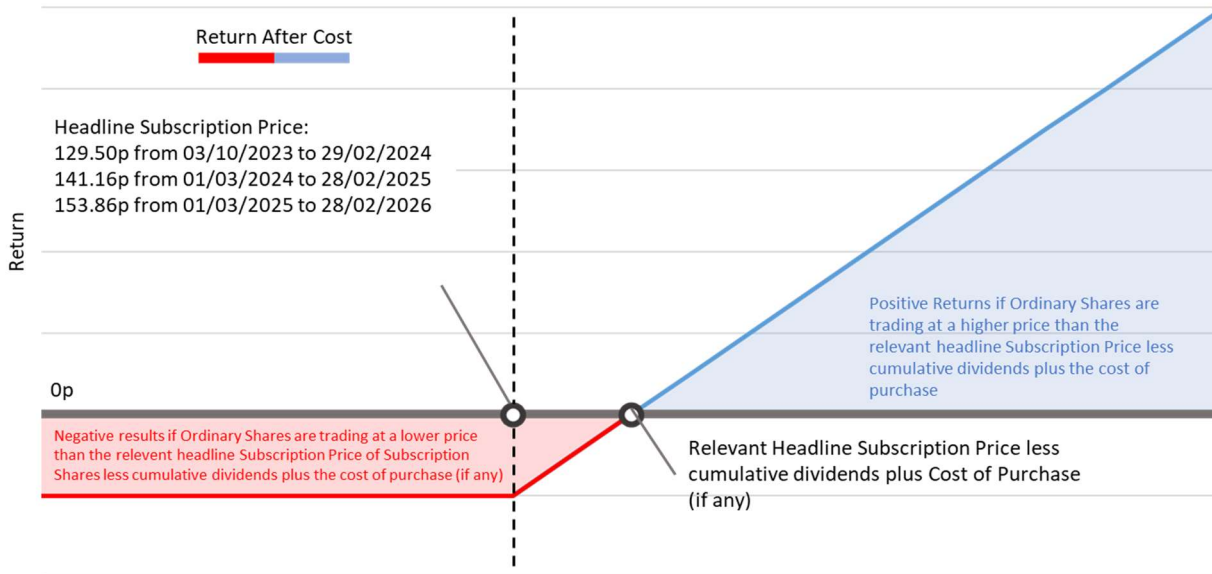 Return After Cost
Headline Subscription Price:
129.50p from 03/10/2023 to 29/02/2024
141.16p from 01/03/2024 to 28/02/2025
153.86p from 01/03/2025 to 28/02/2026
Return
Positive Returns if Ordinary Shares are
trading at a higher price than the
relevant headline Subscription Price less
cumulative dividends plus the cost of
purchase
0p
Negative results if Ordinary Shares are trading at a lower price
than the relevent headline Subscription Price of Subscription
Shares less cumulative dividends plus the cost of purchase (if any)
Relevant Headline Subscription Price less
cumulative dividends plus Cost of Purchase
(if any)